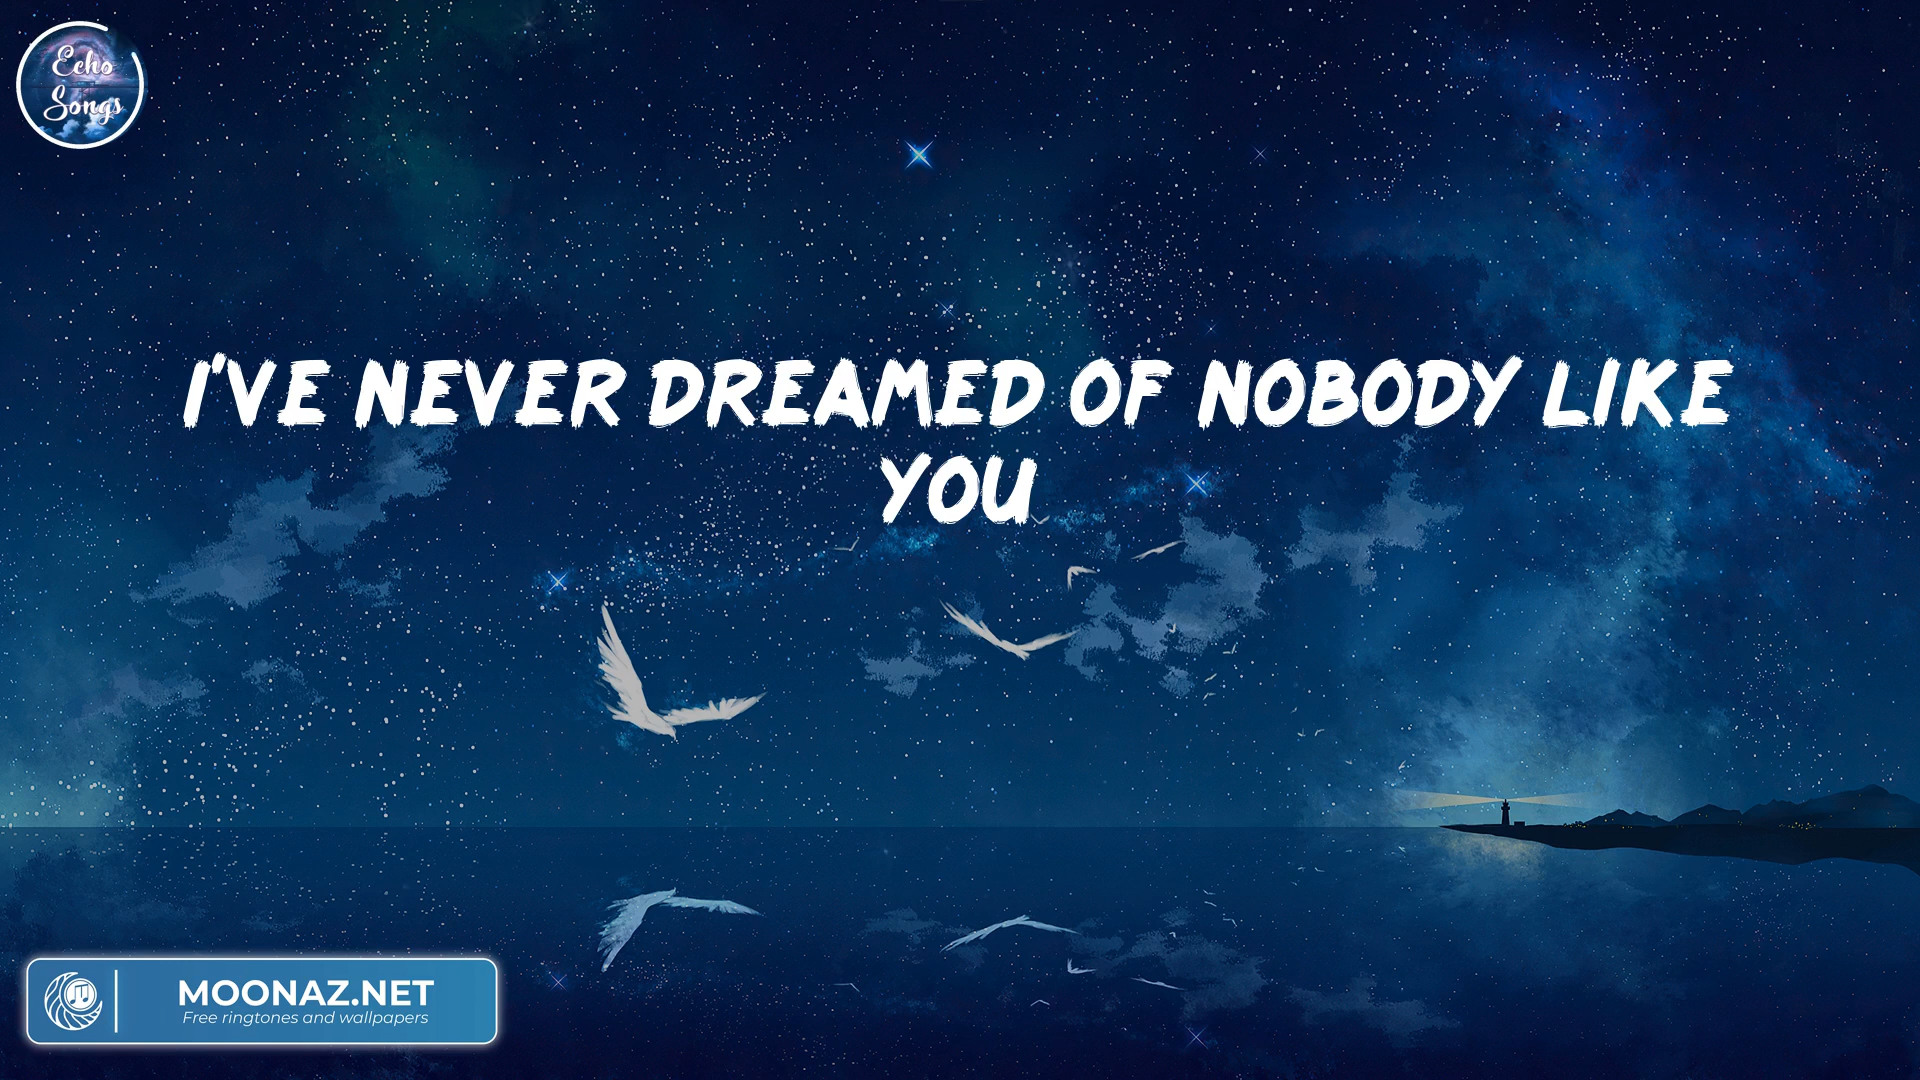 Echo
Songs
I'VE NEVER DREAMED OF NOBODY LIKE
YOU
MOONAZ.NET
Free ringtones and wallpapers